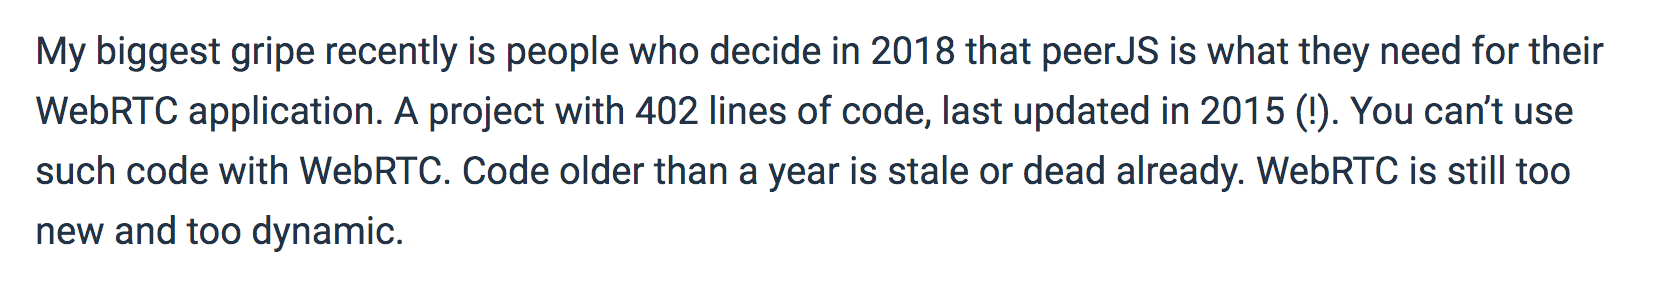 My biggest gripe recently is people who decide in 2018 that peerJS is what they need for their
WebRTC application. A project with 402 lines of code, last updated in 2015 (!). You can’t use
such code with WebRTC. Code older than a year is stale or dead already. WebRTC is still too
new and too dynamic.